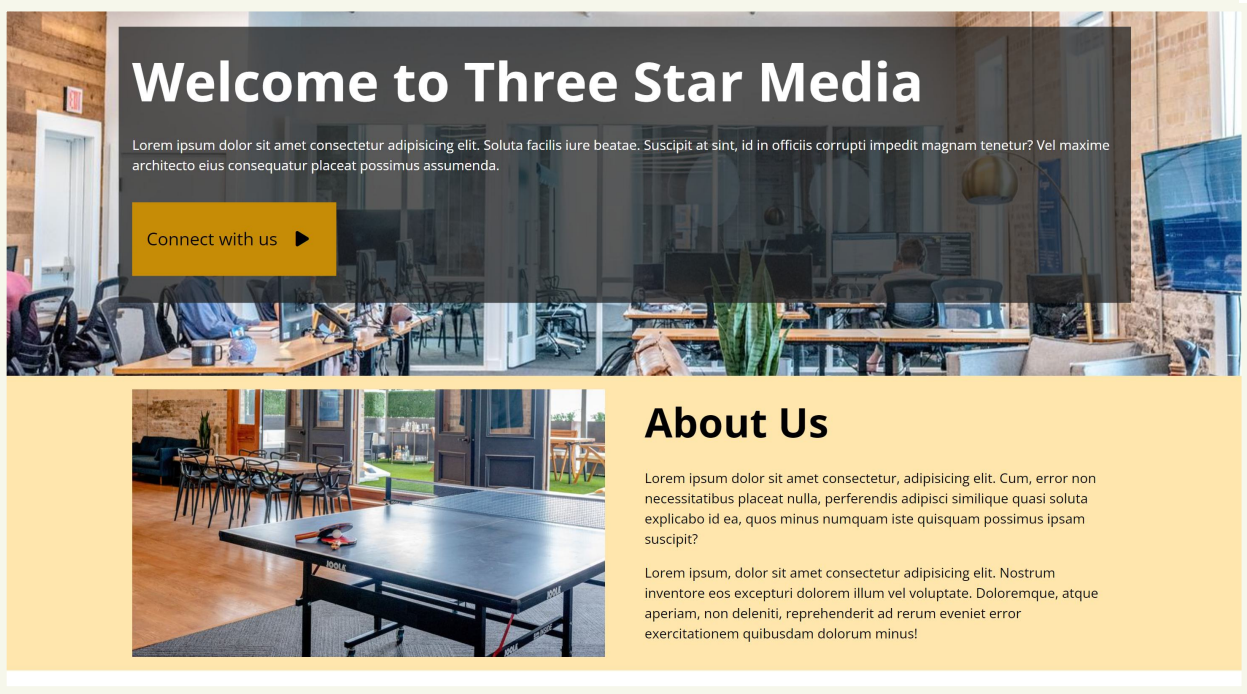 Welcome to Three Star Media
Lorem ipsum dolor sit amet consectetur adipisicing elit. Soluta facilis iure beatae. Suscipit at sint, id in officiis corrupti impedit magnam tenetur? Vel maxime
architecto eius consequatur placeat possimus assumenda.
Connect with us
About Us
Lorem ipsum dolor sit amet consectetur, adipisicing elit. Cum, error non
necessitatibus placeat nulla, perferendis adipisci similique quasi soluta
explicabo id ea, quos minus numquam iste quisquam possimus ipsam
suscipit?
Lorem ipsum, dolor sit amet consectetur adipisicing elit. Nostrum
inventore eos excepturi dolorem illum vel voluptate. Doloremque, atque
aperiam, non deleniti, reprehenderit ad rerum eveniet error
exercitationem quibusdam dolorum minus!
JOOLA
JOOLA
JOOLA